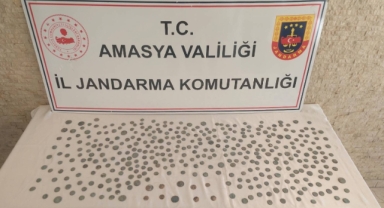 T.C.
AMASYA VALİLİĞİ
İL JANDARMA KOMUTANLIĞI